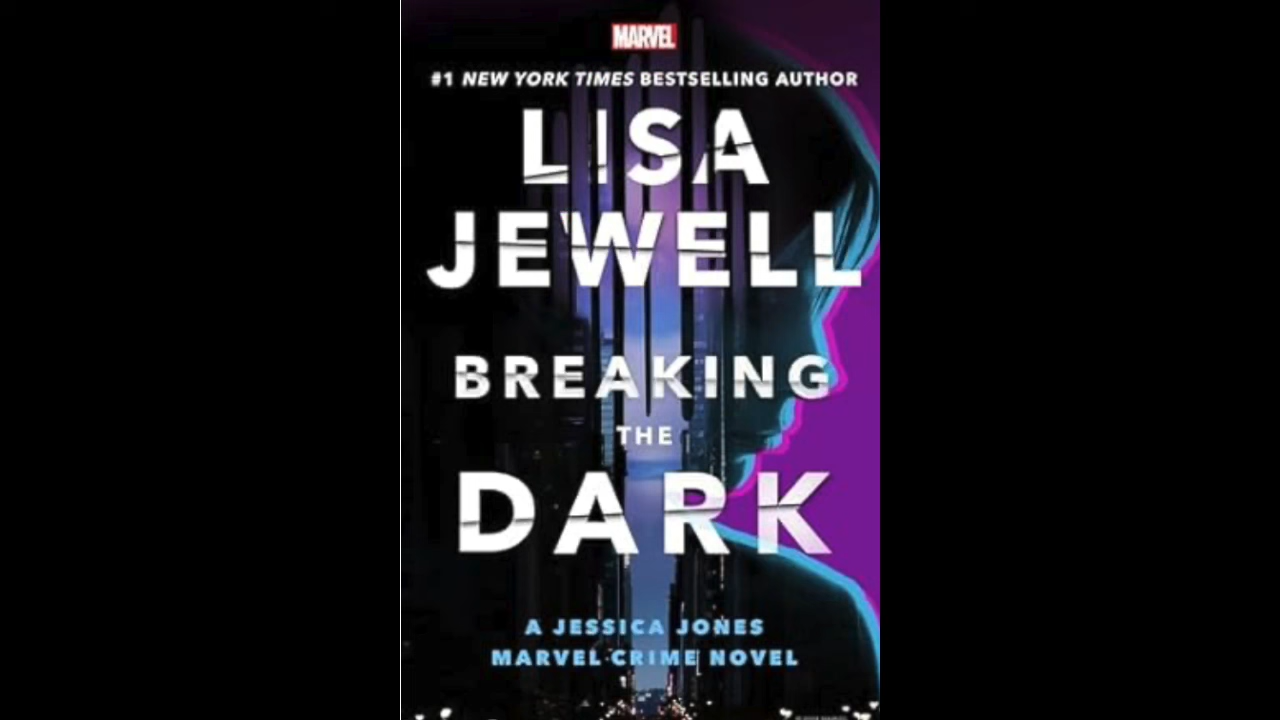 MARVEL
#1 NEW YORK TIMES BESTSELLING AUTHOR
LISA
JEWELL
BREAKING
THE
DARK
A JESSICA JONES
MARVEL CRIME NOVEL